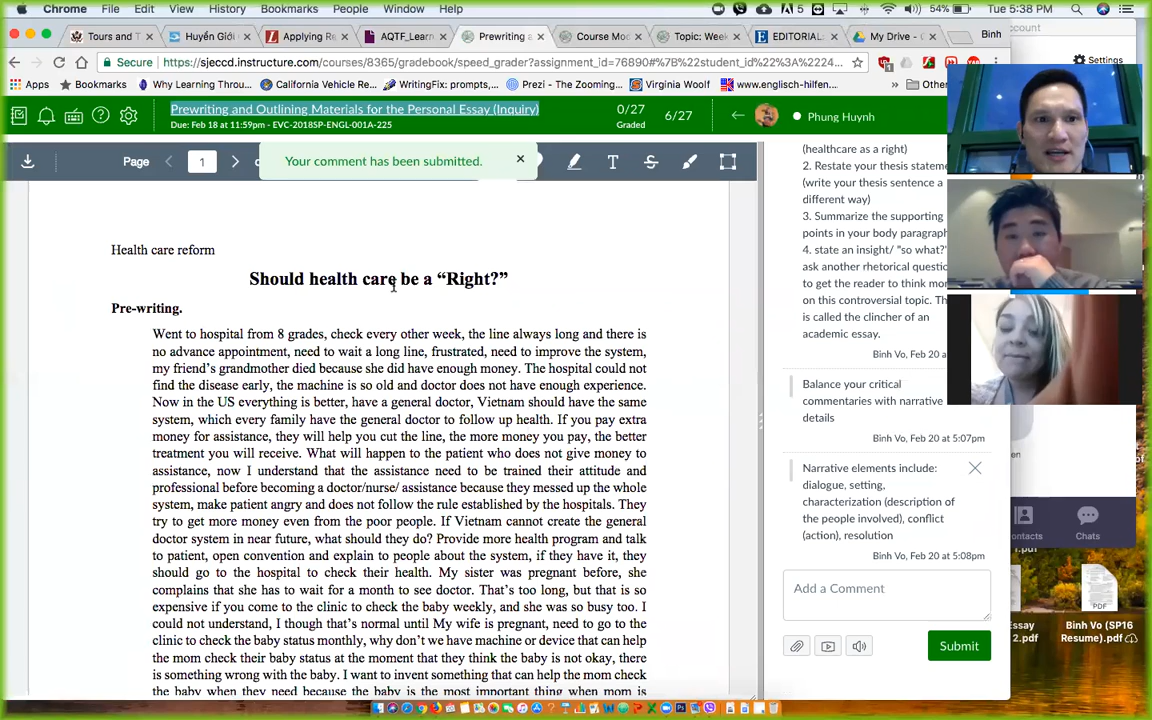 Chrome File Edit View History Bookmarks People Window Help
5 54% Tue 5:38 PM
Tours and T Huyền Giới Applying Re AQTF_Learn Prewriting a Course Mod Topic: Week EDITORIALS My Drive - G Binh
Secure https://sjeccd.instructure.com/courses/8365/gradebook/speed_grader?assignment_id=76890#%7B%22student_id%22%3A%2224...
Apps Why Learning Throu... California Vehicle Re... WritingFix: prompts,... Prezi - The Zooming... Virginia Woolf www.englisch-hilfen... » Other
Settings
Prewriting and Outlining Materials for the Personal Essay (Inquiry)
Due: Feb 18 at 11:59pm - EVC-2018SP-ENGL-001A-225
0/27
Graded
6/27
Phung Huynh
Page 1
Your comment has been submitted.
T S
Health care reform
Should health care be a “Right?”
Pre-writing.
Went to hospital from 8 grades, check every other week, the line always long and there is
no advance appointment, need to wait a long line, frustrated, need to improve the system,
my friend’s grandmother died because she did have enough money. The hospital could not
find the disease early, the machine is so old and doctor does not have enough experience.
Now in the US everything is better, have a general doctor, Vietnam should have the same
system, which every family have the general doctor to follow up health. If you pay extra
money for assistance, they will help you cut the line, the more money you pay, the better
treatment you will receive. What will happen to the patient who does not give money to
assistance, now I understand that the assistance need to be trained their attitude and
professional before becoming a doctor/nurse/ assistance because they messed up the whole
system, make patient angry and does not follow the rule established by the hospitals. They
try to get more money even from the poor people. If Vietnam cannot create the general
doctor system in near future, what should they do? Provide more health program and talk
to patient, open convention and explain to people about the system, if they have it, they
should go to the hospital to check their health. My sister was pregnant before, she
complains that she has to wait for a month to see doctor. That’s too long, but that is so
expensive if you come to the clinic to check the baby weekly, and she was so busy too. I
could not understand, I though that’s normal until My wife is pregnant, need to go to the
clinic to check the baby status monthly, why don’t we have machine or device that can help
the mom check their baby status at the moment that they think the baby is not okay, there
is something wrong with the baby. I want to invent something that can help the mom check
the baby when they need because the baby is the most important thing when mom is
(healthcare as a right)
2. Restate your thesis stateme
(write your thesis sentence a
different way)
3. Summarize the supporting
points in your body paragrap
4. state an insight/ "so what?"
ask another rhetorical questio
to get the reader to think mo
on this controversial topic. Th
is called the clincher of an
academic essay.
Binh Vo, Feb 20 a
Balance your critical
commentaries with narrative
details
Binh Vo, Feb 20 at 5:07pm
Narrative elements include:
dialogue, setting,
characterization (description of
the people involved), conflict
(action), resolution
Binh Vo, Feb 20 at 5:08pm
Add a Comment
Submit
ontacts Chats
PDF
Essay
2.pdf
Binh Vo (SP16
Resume).pdf